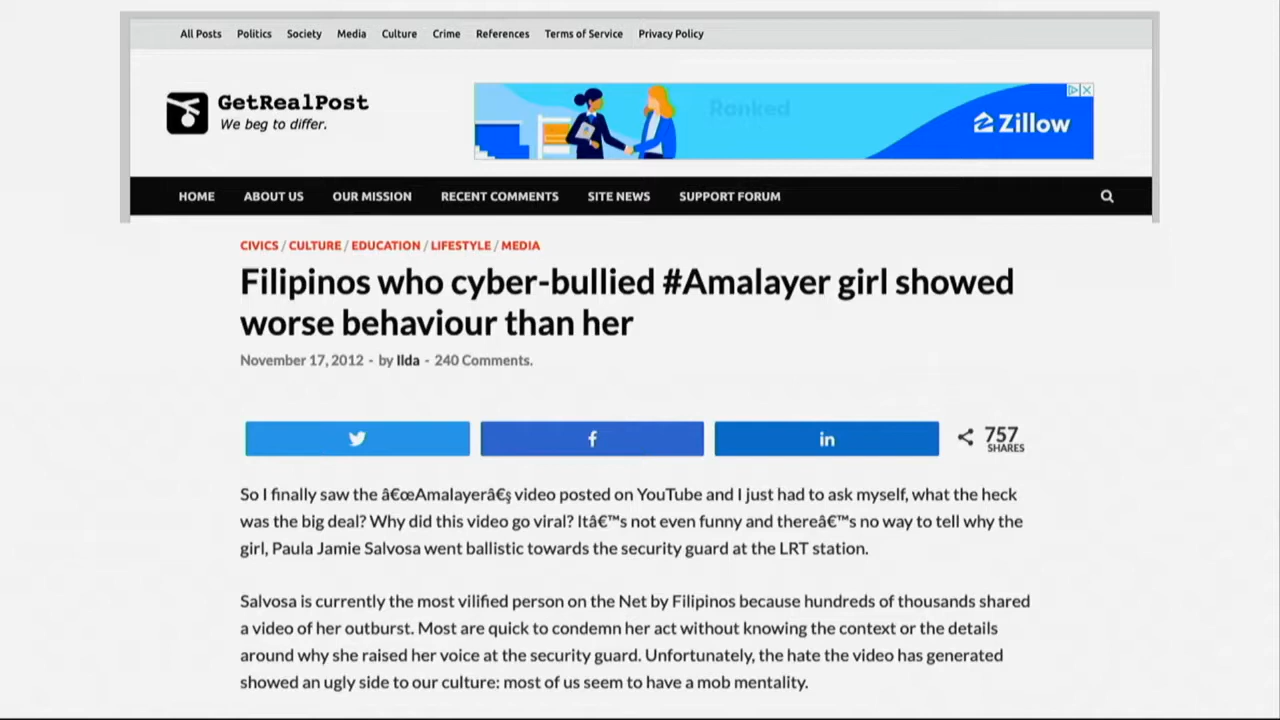 All Posts Politics Society Media Culture Crime References Terms of Service Privacy Policy
GetRealPost
We beg to differ.
Ranked
Zillow
HOME ABOUT US OUR MISSION RECENT COMMENTS SITE NEWS SUPPORT FORUM
CIVICS / CULTURE / EDUCATION / LIFESTYLE / MEDIA
Filipinos who cyber-bullied #Amalayer girl showed
worse behaviour than her
November 17, 2012 - by Ilda - 240 Comments.
757
SHARES
So I finally saw the â€œAmalayerâ€ş video posted on YouTube and I just had to ask myself, what the heck
was the big deal? Why did this video go viral? Itâ€™s not even funny and thereâ€™s no way to tell why the
girl, Paula Jamie Salvosa went ballistic towards the security guard at the LRT station.
Salvosa is currently the most vilified person on the Net by Filipinos because hundreds of thousands shared
a video of her outburst. Most are quick to condemn her act without knowing the context or the details
around why she raised her voice at the security guard. Unfortunately, the hate the video has generated
showed an ugly side to our culture: most of us seem to have a mob mentality.